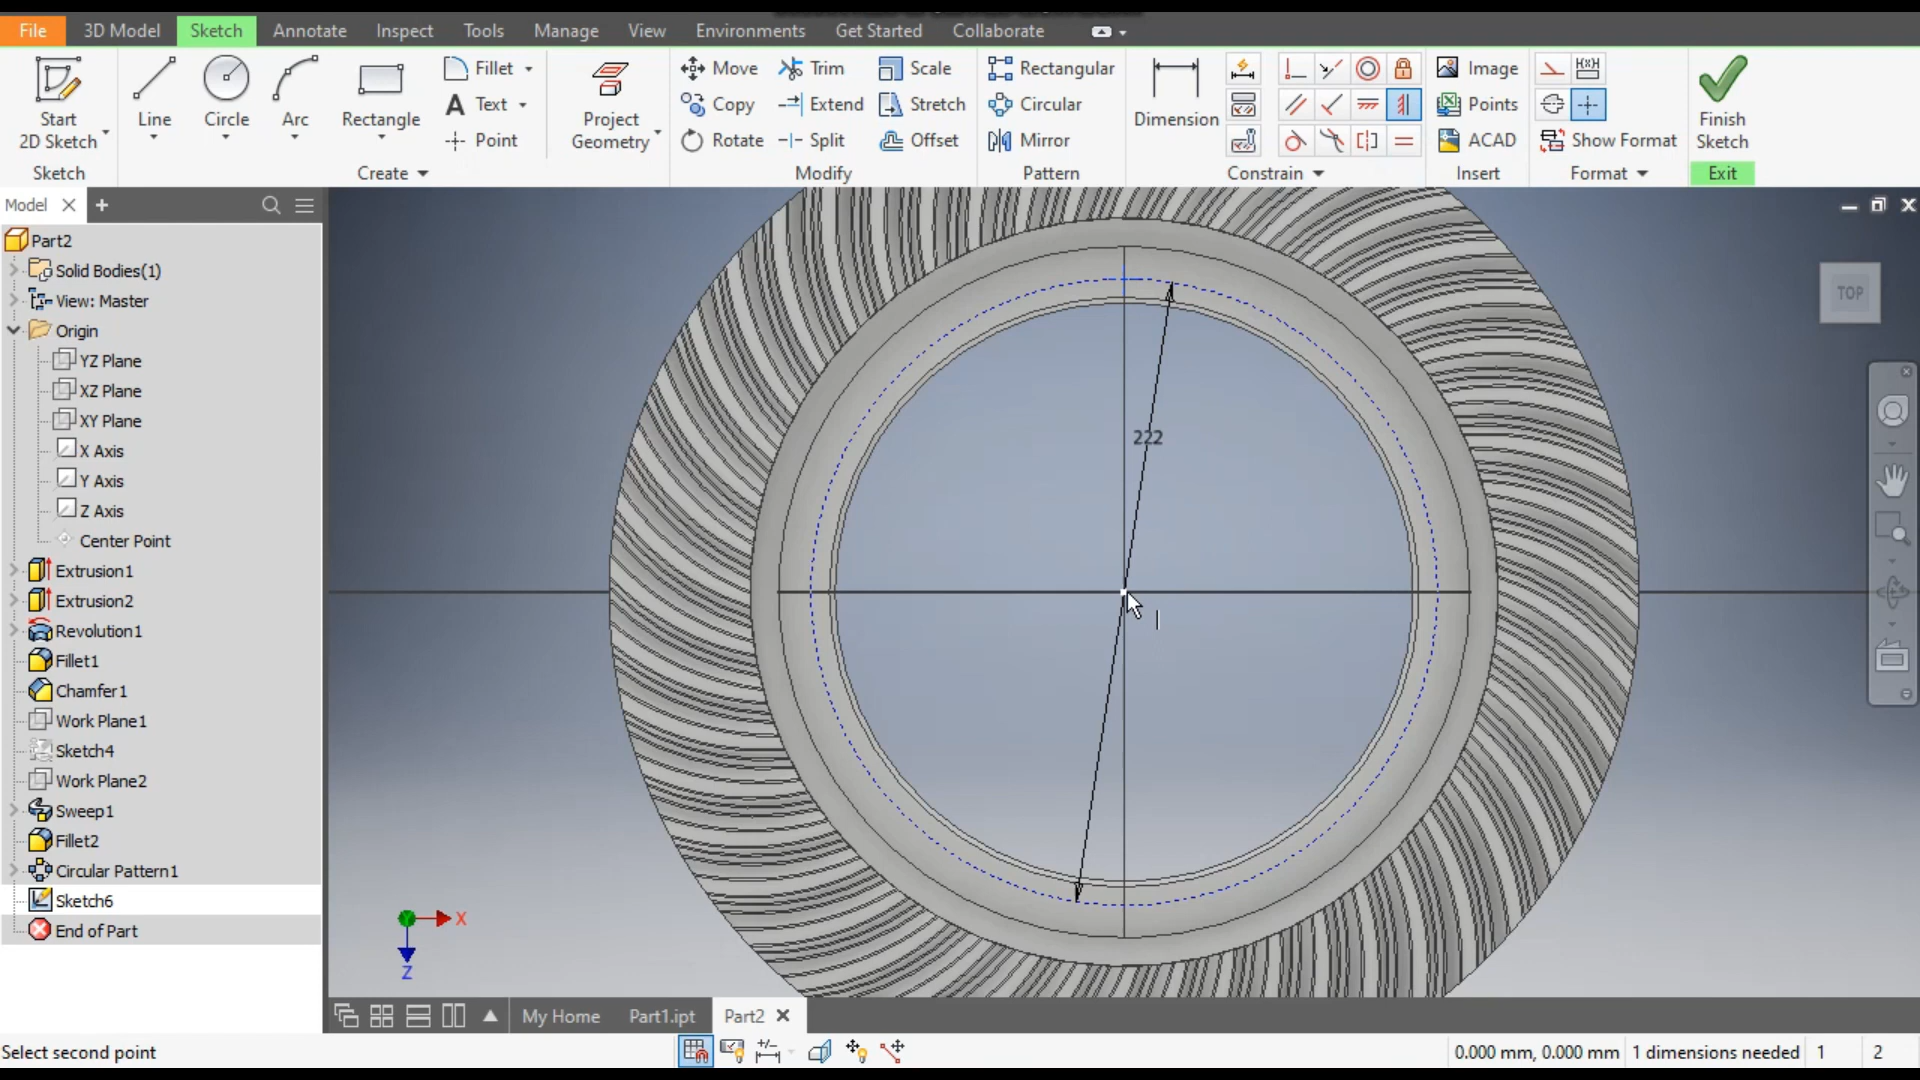 File 3D Model Sketch Annotate Inspect Tools Manage View Environments Get Started Collaborate
Start 2D Sketch
Line
Circle
Arc
Rectangle
Fillet
Text
Point
Project Geometry
Move
Copy
Rotate
Trim
Extend
Split
Scale
Stretch
Offset
Rectangular
Circular
Mirror
Dimension
Image
Points
ACAD
Show Format
Finish Sketch
Sketch Create Modify Pattern Constrain Insert Format Exit
Model
Part2
Solid Bodies(1)
View: Master
Origin
YZ Plane
XZ Plane
XY Plane
X Axis
Y Axis
Z Axis
Center Point
Extrusion1
Extrusion2
Revolution1
Fillet1
Chamfer1
Work Plane1
Sketch4
Work Plane2
Sweep1
Fillet2
Circular Pattern1
Sketch6
End of Part
222
TOP
X
Z
My Home Part1.ipt Part2
Select second point
0.000 mm, 0.000 mm 1 dimensions needed 1 2